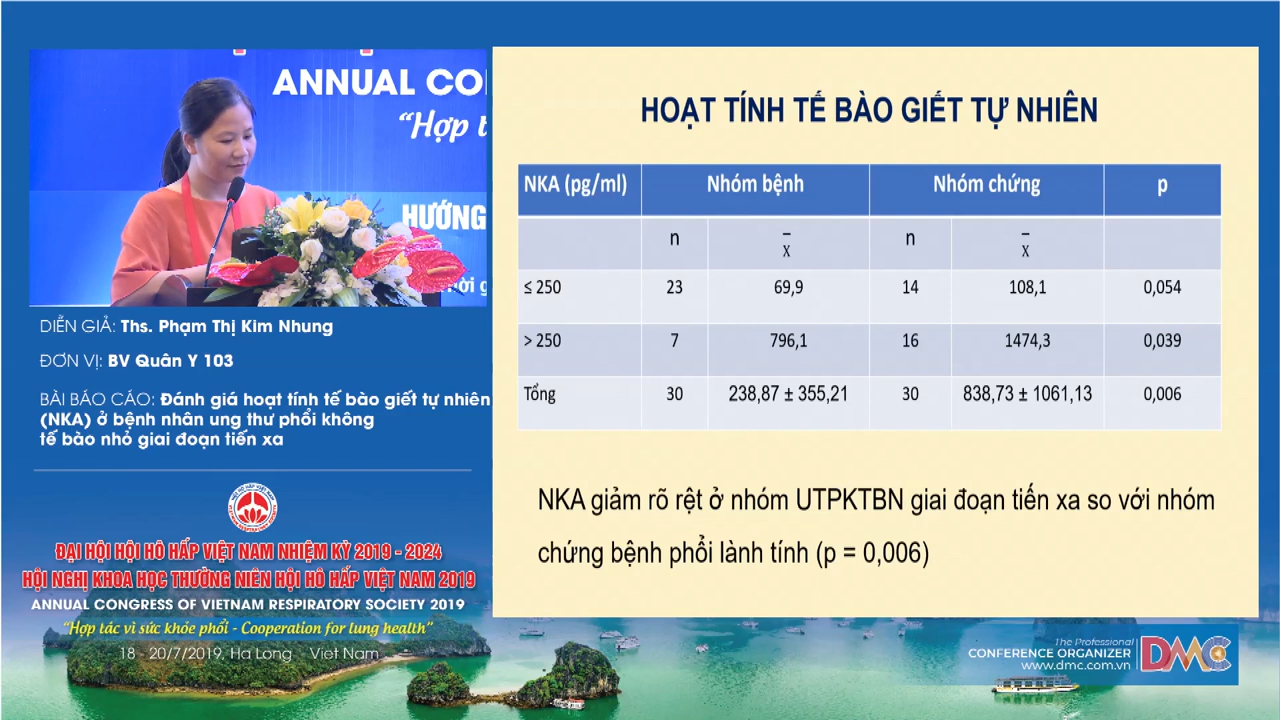 ANNUAL CO
“Hợp t
HƯỚNG
DIỄN GIẢ: Ths. Phạm Thị Kim Nhung
ĐƠN VỊ: BV Quân Y 103
BÀI BÁO CÁO: Đánh giá hoạt tính tế bào giết tự nhiên
(NKA) ở bệnh nhân ung thư phổi không
tế bào nhỏ giai đoạn tiến xa
ĐẠI HỘI HỘI HÔ HẤP VIỆT NAM NHIỆM KỲ 2019 - 2024
HỘI NGHỊ KHOA HỌC THƯỜNG NIÊN HỘI HÔ HẤP VIỆT NAM 2019
ANNUAL CONGRESS OF VIETNAM RESPIRATORY SOCIETY 2019
“Hợp tác vì sức khỏe phổi - Cooperation for lung health”
18 - 20/7/2019, Ha Long Viet Nam
HOẠT TÍNH TẾ BÀO GIẾT TỰ NHIÊN
NKA (pg/ml) Nhóm bệnh Nhóm chứng p
n x̄ n x̄
≤ 250 23 69,9 14 108,1 0,054
> 250 7 796,1 16 1474,3 0,039
Tổng 30 238,87 ± 355,21 30 838,73 ± 1061,13 0,006
NKA giảm rõ rệt ở nhóm UTPKTBN giai đoạn tiến xa so với nhóm
chứng bệnh phổi lành tính (p = 0,006)
The Professional
CONFERENCE ORGANIZER
www.dmc.com.vn
DMC